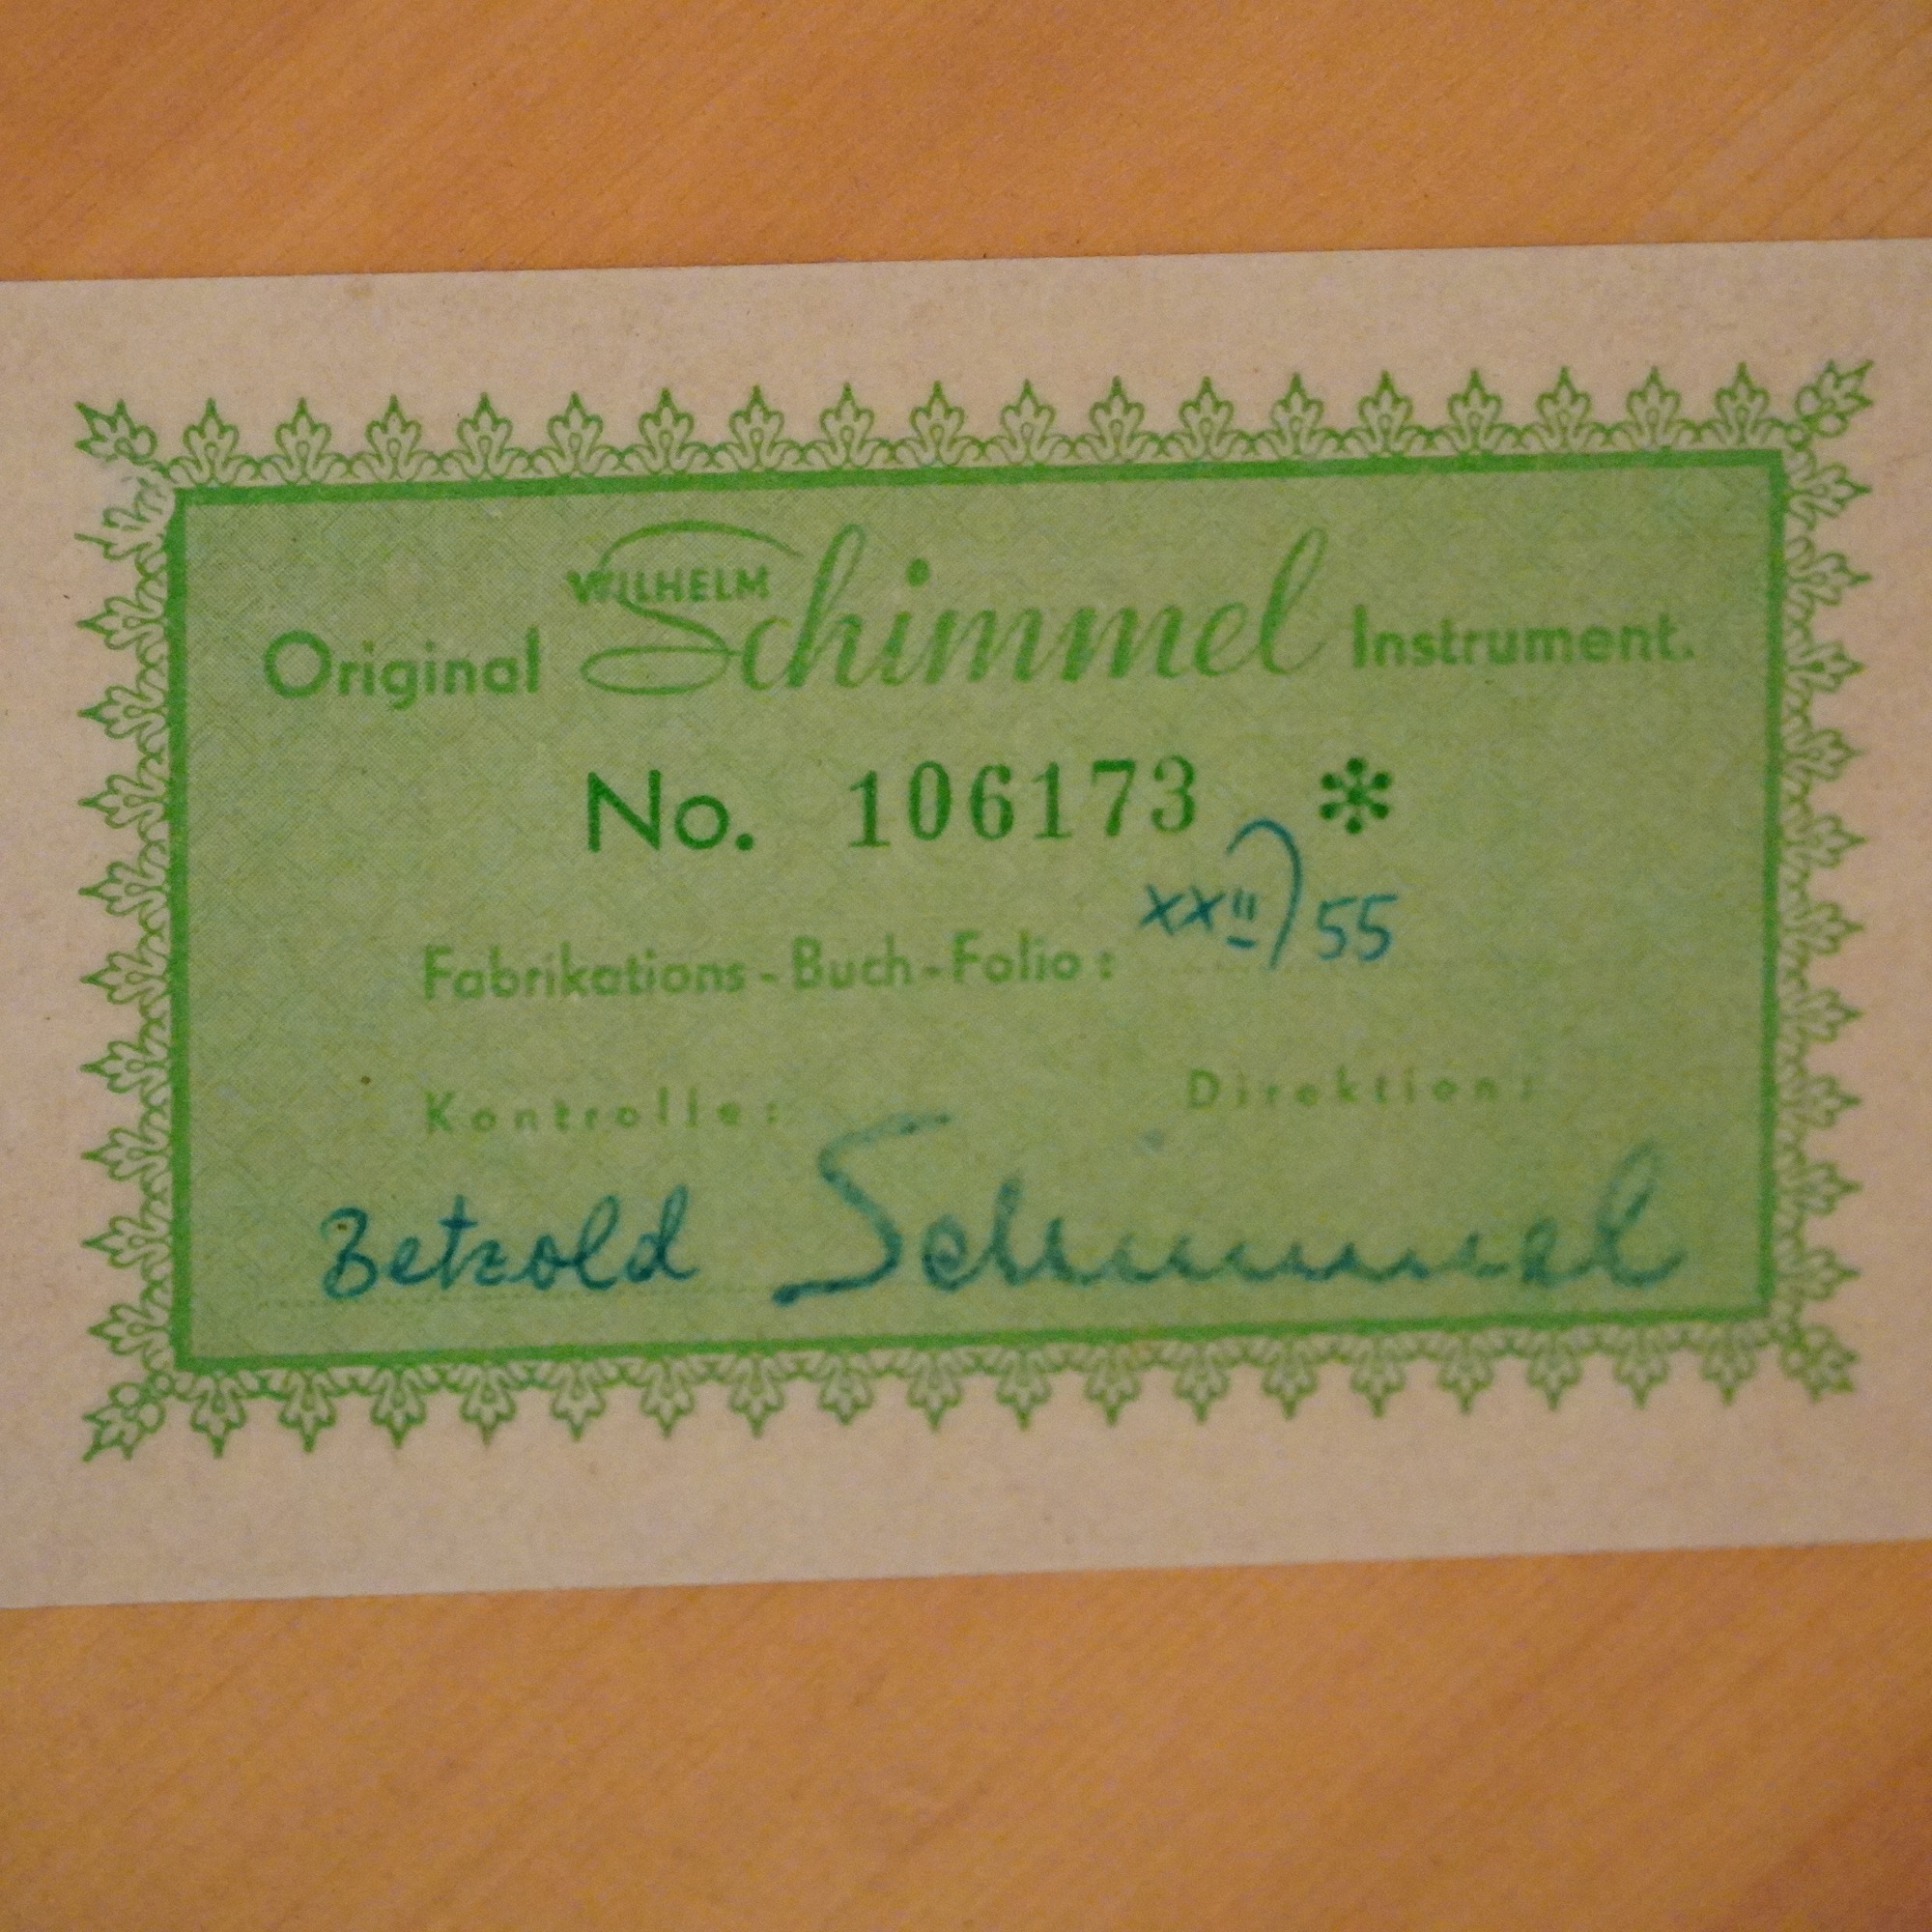 Original WILHELM Schimmel Instrument.
No. 106173 *
Fabrikations-Buch-Folio: XXII) 55
Kontrolle: Direktion:
Betzold Schimmel